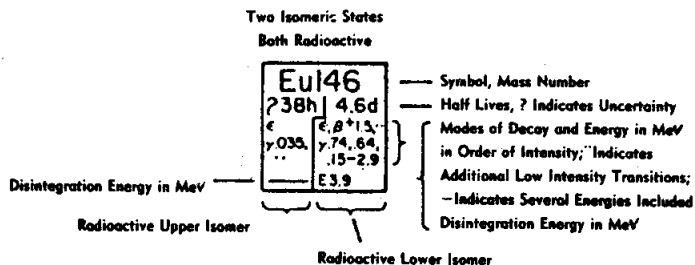 Two Isomeric States
Both Radioactive
Eu146
?38h 4.6d
ϵ ϵ, β+1.5, ··
γ.035, γ.74, .64,
·· .15-2.9
E3.9
Symbol, Mass Number
Half Lives, ? Indicates Uncertainty
Modes of Decay and Energy in MeV
in Order of Intensity; ·· Indicates
Additional Low Intensity Transitions;
— Indicates Several Energies Included
Disintegration Energy in MeV
Disintegration Energy in MeV
Radioactive Upper Isomer
Radioactive Lower Isomer